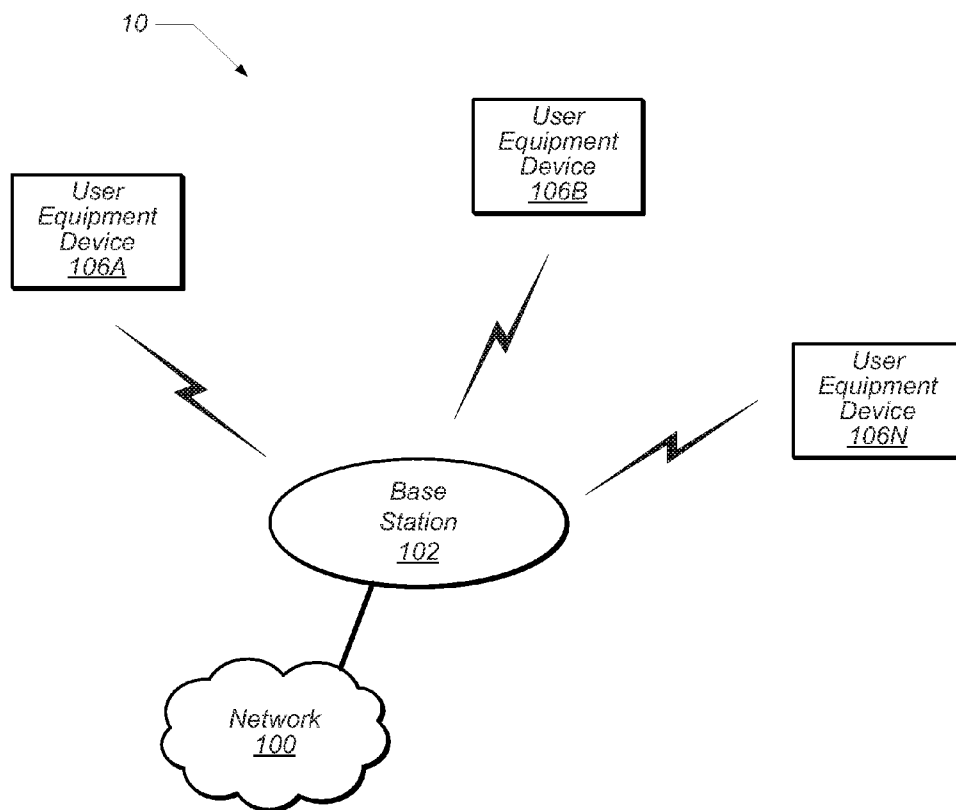 10
User
Equipment
Device
106B
User
Equipment
Device
106A
User
Equipment
Device
106N
Base
Station
102
Network
100